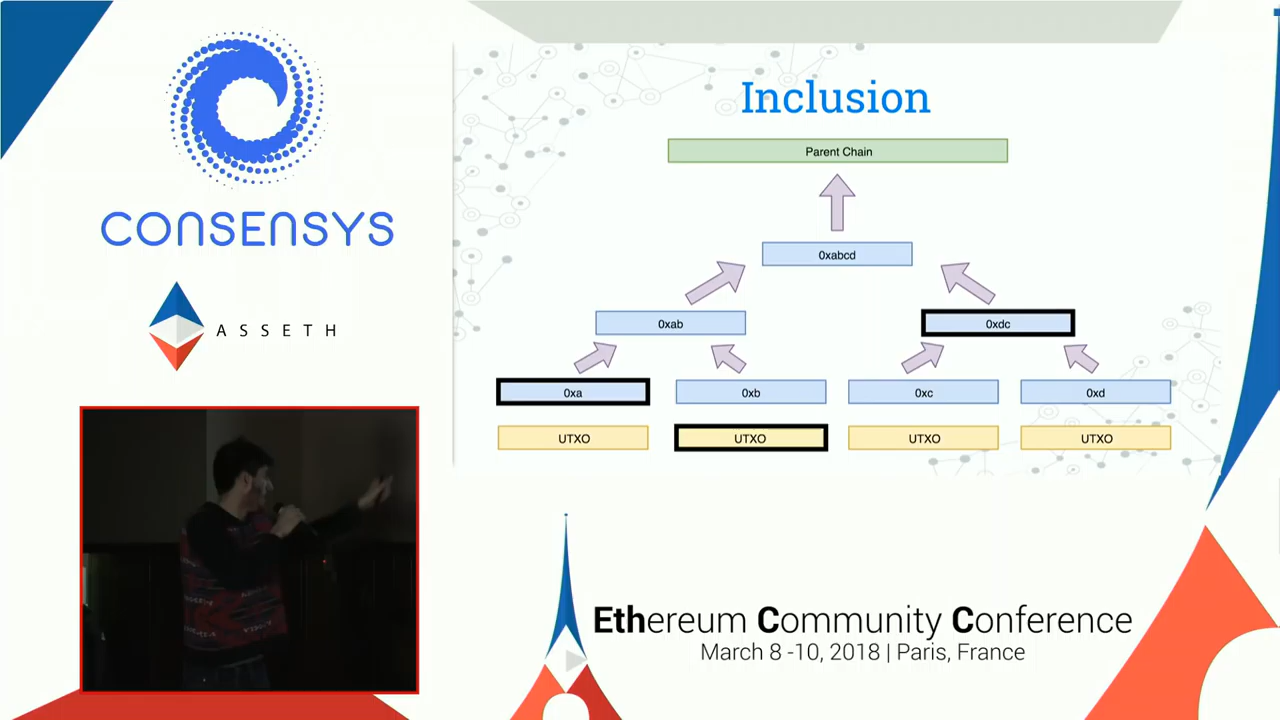 CONSENSYS
ASSETH
Inclusion
Parent Chain
0xabcd
0xab
0xdc
0xa
0xb
0xc
0xd
UTXO
UTXO
UTXO
UTXO
Ethereum Community Conference
March 8 -10, 2018 | Paris, France